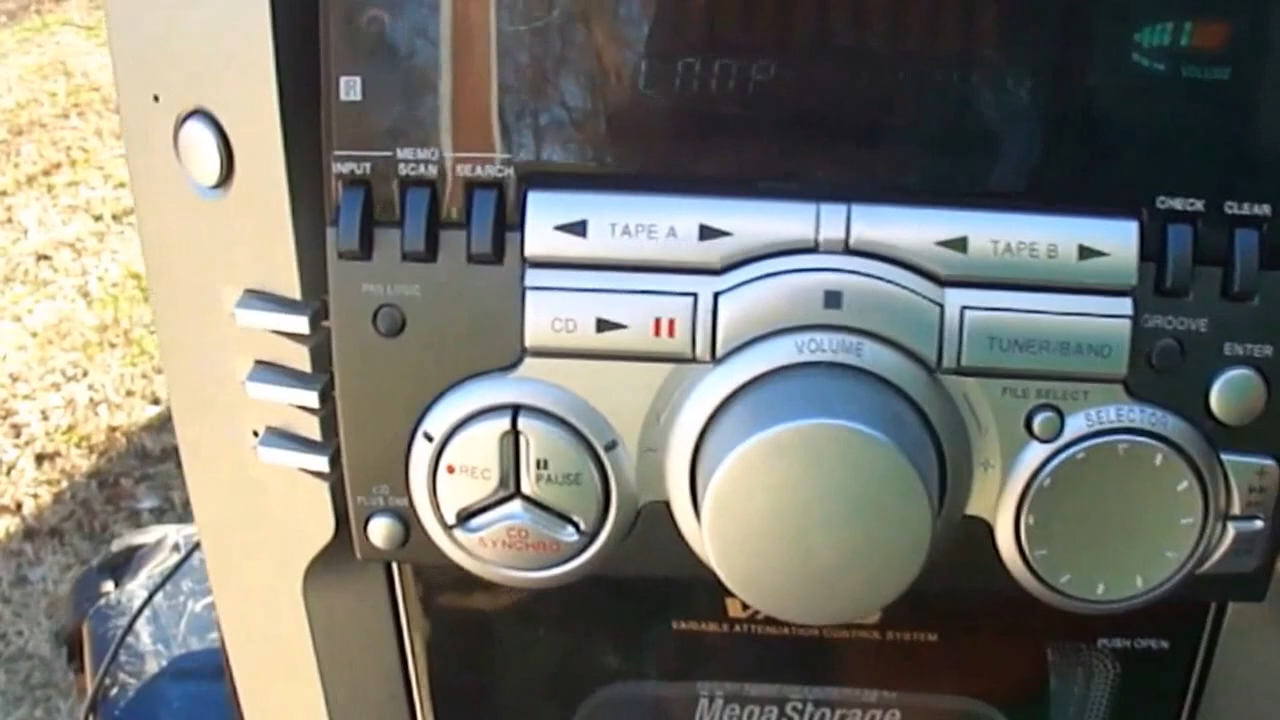 VOLUME
INPUT
MEMO
SCAN
SEARCH
CHECK
CLEAR
TAPE A
TAPE B
PRO LOGIC
GROOVE
CD
TUNER/BAND
VOLUME
ENTER
FILE SELECT
SELECTOR
REC
PAUSE
CD
SYNCHRO
VARIABLE ATTENUATION CONTROL SYSTEM
PUSH OPEN
MegaStorage